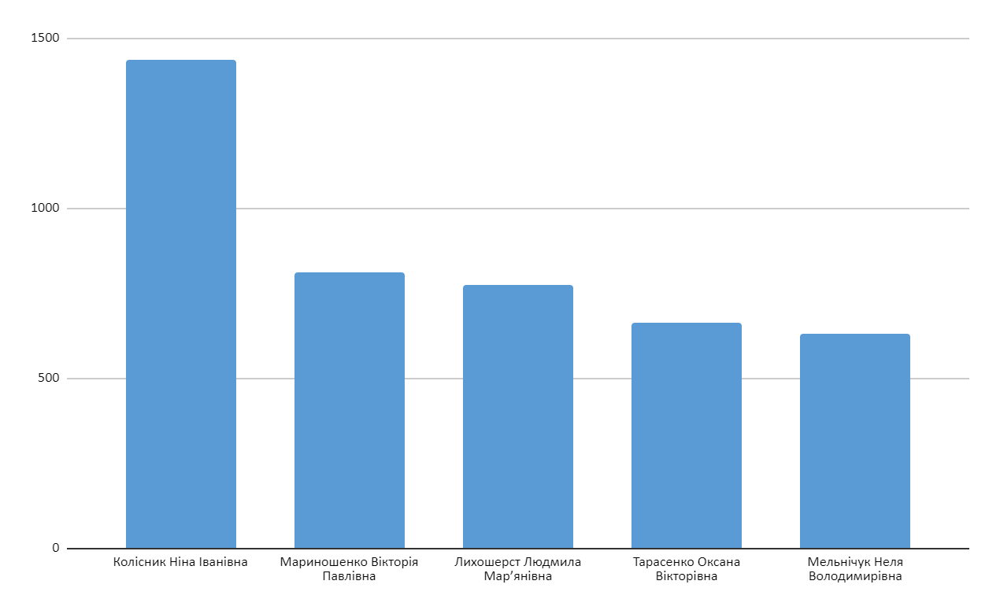 1500
1000
500
0
Колісник Ніна Іванівна
Мариношенко Вікторія
Павлівна
Лихошерст Людмила
Мар’янівна
Тарасенко Оксана
Вікторівна
Мельнічук Неля
Володимирівна